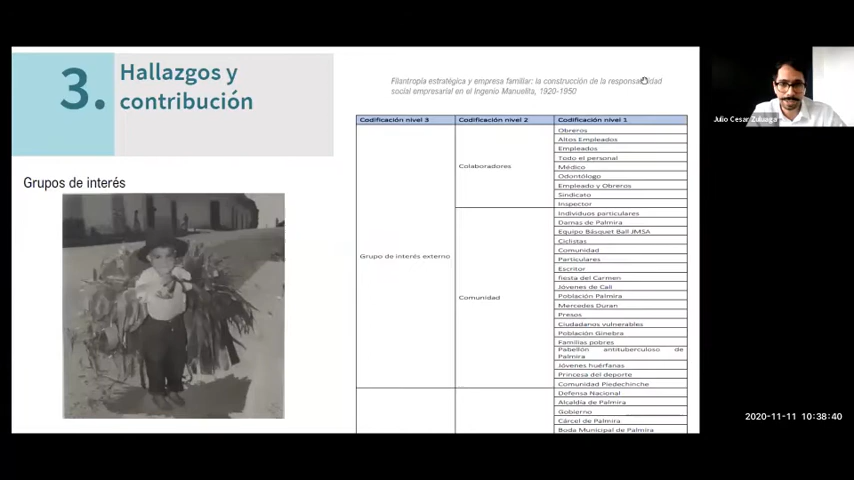 3.
Hallazgos y
contribución
Filantropía estratégica y empresa familiar: la construcción de la responsabilidad
social empresarial en el Ingenio Manuelita, 1920-1950
Grupos de interés
Codificación nivel 3 Codificación nivel 2 Codificación nivel 1
Obreros
Altos Empleados
Empleados
Todo el personal
Médico
Colaboradores
Odontólogo
Empleado y Obreros
Sindicato
Inspector
Individuos particulares
Damas de Palmira
Equipo Básquet Ball JMSA
Ciclistas
Comunidad
Grupo de interés externo
Particulares
Escritor
fiesta del Carmen
Jóvenes de Cali
Comunidad
Población Palmira
Mercedes Duran
Presos
Ciudadanos vulnerables
Población Ginebra
Familias pobres
Pabellón antituberculoso de
Palmira
Jóvenes huérfanas
Princesa del deporte
Comunidad Piedechinche
Defensa Nacional
Alcaldía de Palmira
Gobierno
Cárcel de Palmira
Boda Municipal de Palmira
Julio Cesar Zuluaga
2020-11-11 10:38:40